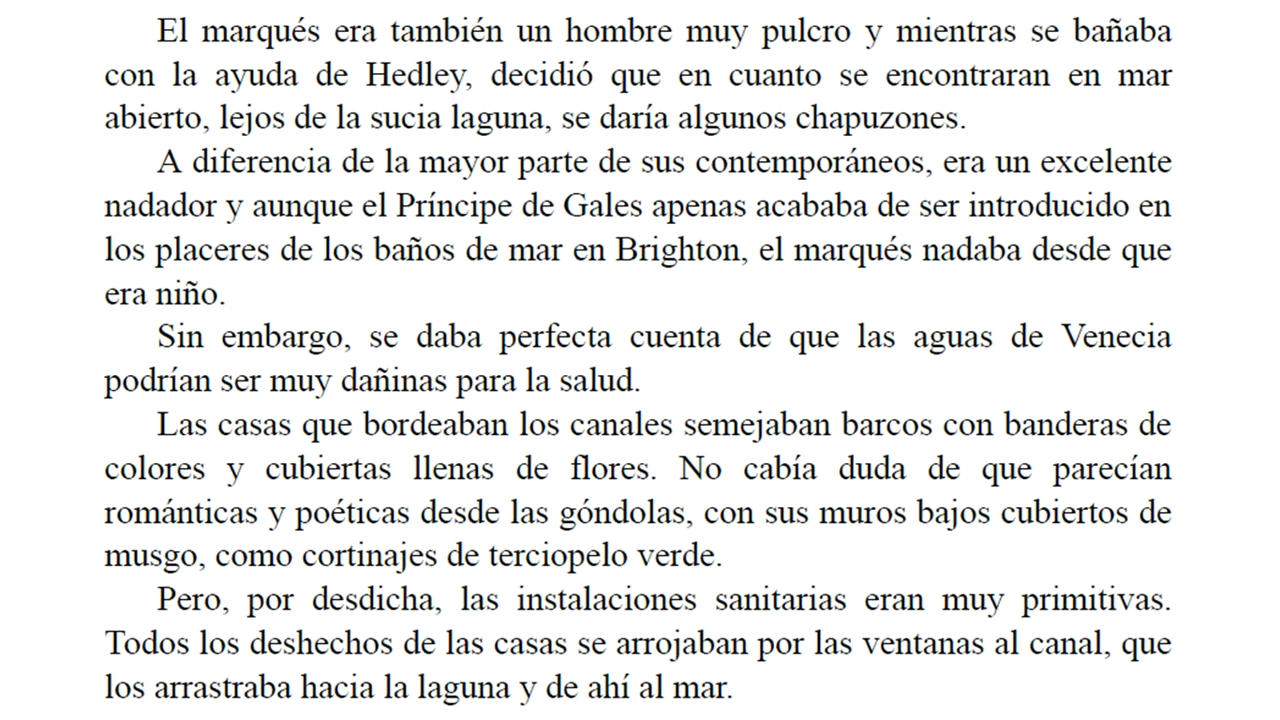 El marqués era también un hombre muy pulcro y mientras se bañaba
con la ayuda de Hedley, decidió que en cuanto se encontraran en mar
abierto, lejos de la sucia laguna, se daría algunos chapuzones.
A diferencia de la mayor parte de sus contemporáneos, era un excelente
nadador y aunque el Príncipe de Gales apenas acababa de ser introducido en
los placeres de los baños de mar en Brighton, el marqués nadaba desde que
era niño.
Sin embargo, se daba perfecta cuenta de que las aguas de Venecia
podrían ser muy dañinas para la salud.
Las casas que bordeaban los canales semejaban barcos con banderas de
colores y cubiertas llenas de flores. No cabía duda de que parecían
románticas y poéticas desde las góndolas, con sus muros bajos cubiertos de
musgo, como cortinajes de terciopelo verde.
Pero, por desdicha, las instalaciones sanitarias eran muy primitivas.
Todos los deshechos de las casas se arrojaban por las ventanas al canal, que
los arrastraba hacia la laguna y de ahí al mar.